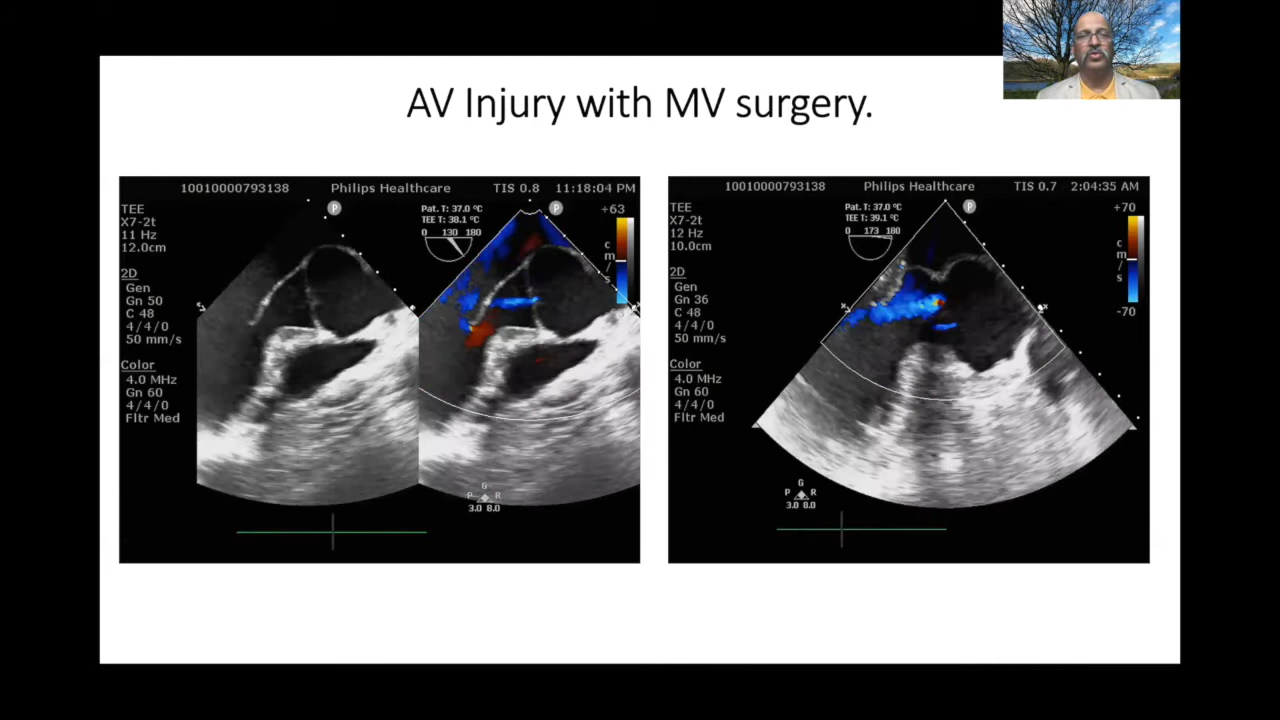 AV Injury with MV surgery.
10010000793138 Philips Healthcare TIS 0.8 11:18:04 PM
TEE
X7-2t
11 Hz
12.0cm
2D
Gen
Gn 50
C 48
4/4/0
50 mm/s
Color
4.0 MHz
Gn 60
4/4/0
Fltr Med
P
Pat. T: 37.0 °C
TEE T: 38.1 °C
0 130 180
P
+63
c
m
/
s
G
P R
3.0 8.0
10010000793138 Philips Healthcare TIS 0.7 2:04:35 AM
TEE
X7-2t
12 Hz
10.0cm
2D
Gen
Gn 36
C 48
4/4/0
50 mm/s
Color
4.0 MHz
Gn 60
4/4/0
Fltr Med
Pat. T: 37.0 °C
TEE T: 39.1 °C
0 173 180
P
+70
c
m
/
s
-70
G
P R
3.0 8.0